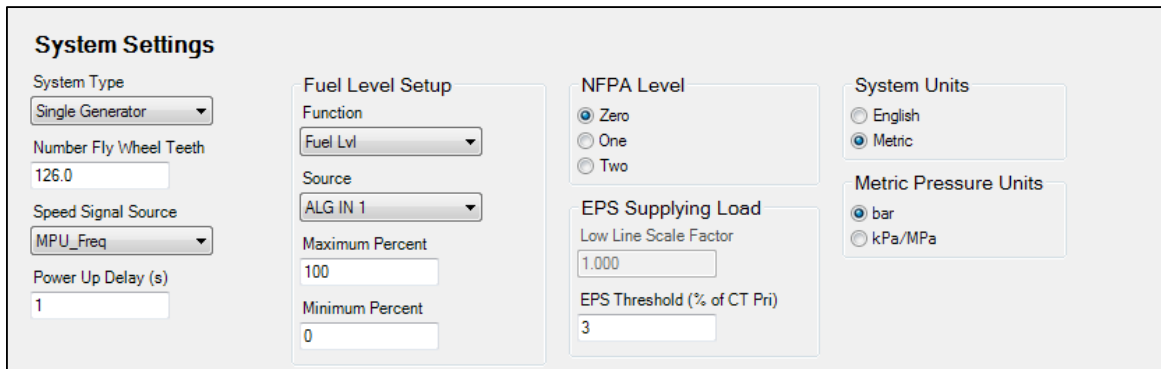 System Settings
System Type
Single Generator
Number Fly Wheel Teeth
126.0
Speed Signal Source
MPU_Freq
Power Up Delay (s)
1
Fuel Level Setup
Function
Fuel Lvl
Source
ALG IN 1
Maximum Percent
100
Minimum Percent
0
NFPA Level
Zero
One
Two
EPS Supplying Load
Low Line Scale Factor
1.000
EPS Threshold (% of CT Pri)
3
System Units
English
Metric
Metric Pressure Units
bar
kPa/MPa